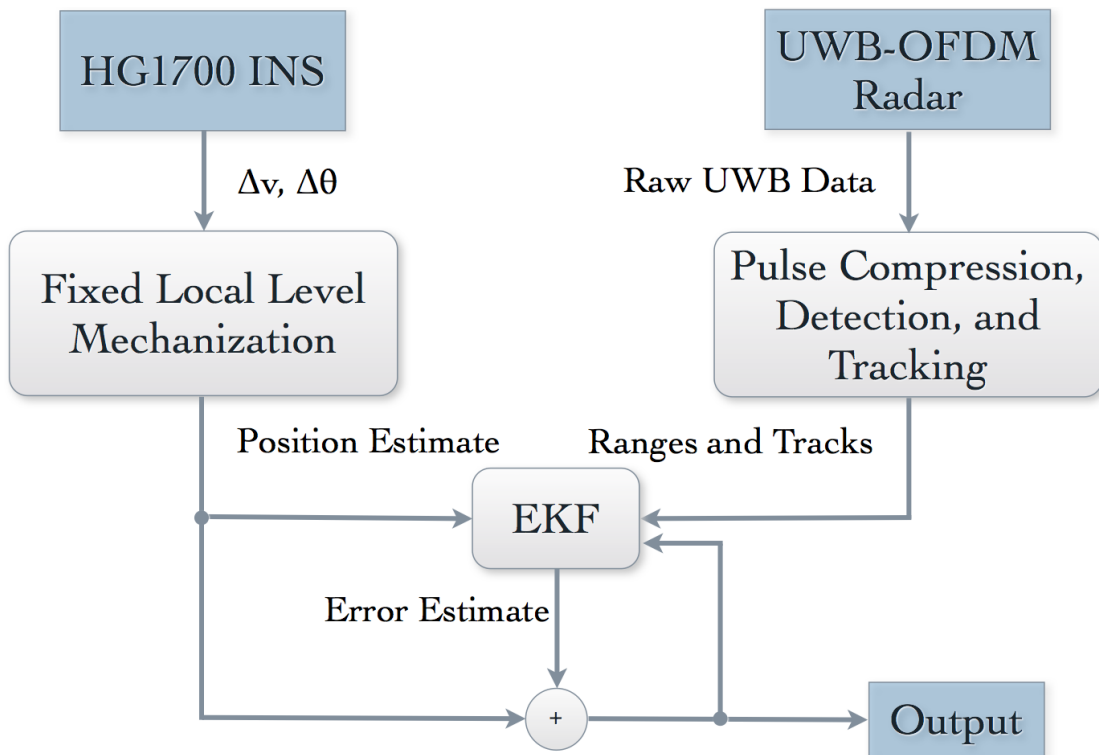 HG1700 INS
UWB-OFDM
Radar
Δv, Δθ
Raw UWB Data
Fixed Local Level
Mechanization
Pulse Compression,
Detection, and
Tracking
Position Estimate
Ranges and Tracks
EKF
Error Estimate
+
Output